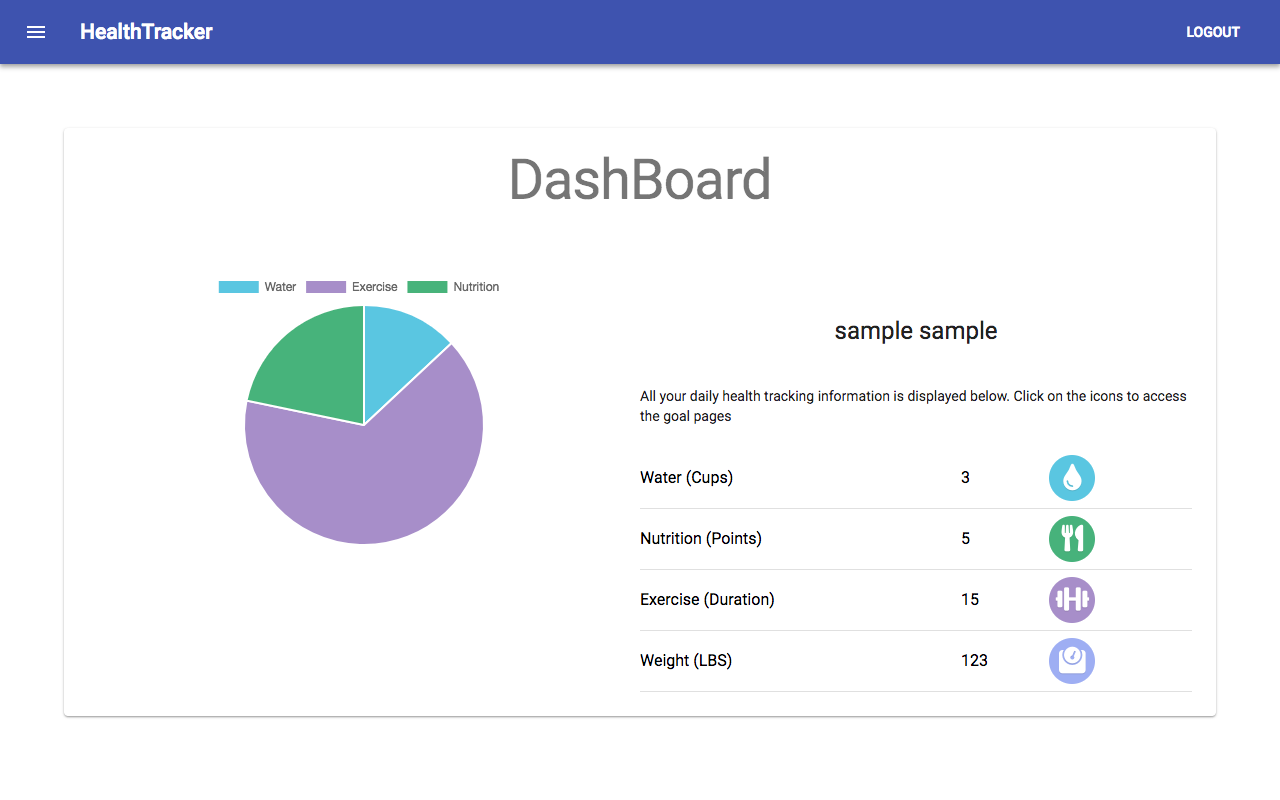 HealthTracker
LOGOUT
DashBoard
Water Exercise Nutrition
sample sample
All your daily health tracking information is displayed below. Click on the icons to access
the goal pages
Water (Cups) 3
Nutrition (Points) 5
Exercise (Duration) 15
Weight (LBS) 123